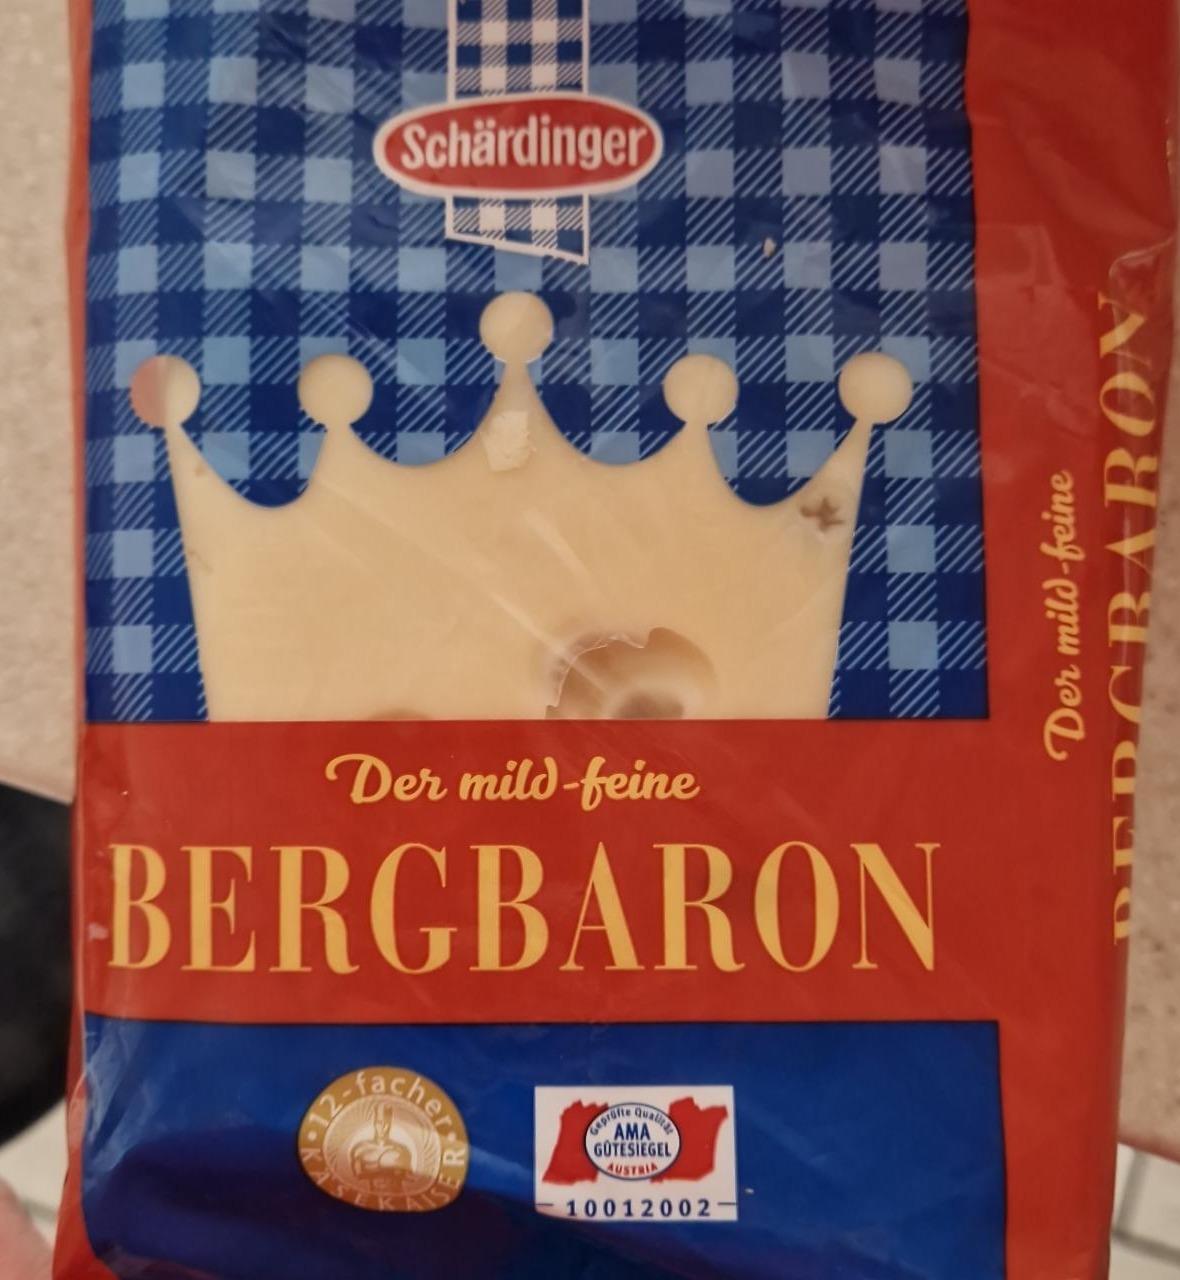 Schärdinger
Der mild-feine
BERGBARON
Der mild-feine
BERGBARON
12-facher
KÄSEKAISER
Geprüfte Qualität
AMA
GÜTESIEGEL
AUSTRIA
10012002